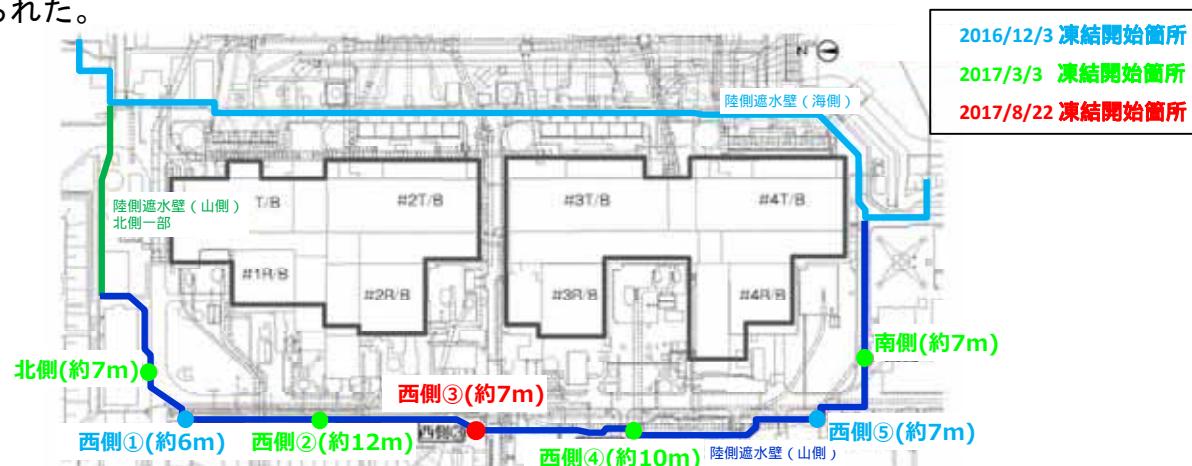 られた。
2016/12/3 凍結開始箇所
2017/3/3 凍結開始箇所
2017/8/22 凍結開始箇所
N
陸側遮水壁（海側）
陸側遮水壁（山側）
北側一部
T/B
#2T/B
#3T/B
#4T/B
#1R/B
#2R/B
#3R/B
#4R/B
北側(約7m)
南側(約7m)
西側③(約7m)
西側①(約6m)
西側②(約12m)
西側③
西側④(約10m)
西側⑤(約7m)
陸側遮水壁（山側）